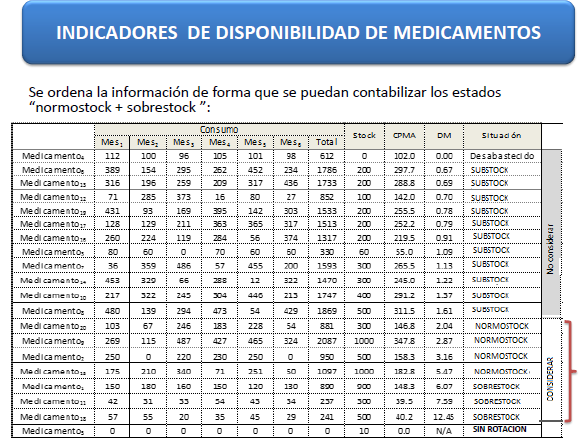 INDICADORES DE DISPONIBILIDAD DE MEDICAMENTOS
Se ordena la información de forma que se puedan contabilizar los estados
“normostock + sobrestock ”:
Consumo Stock CPMA DM Situación
Mes₁ Mes₂ Mes₃ Mes₄ Mes₅ Mes₆ Total
Medicamento₄ 112 100 96 105 101 98 612 0 102.0 0.00 Desabastecido
Medicamento₆ 389 154 295 262 452 234 1786 200 297.7 0.67 SUBSTOCK
Medicamento₁₃ 316 196 259 209 317 436 1733 200 288.8 0.69 SUBSTOCK
Medicamento₁₂ 71 285 373 16 80 27 852 100 142.0 0.70 SUBSTOCK
Medicamento₁₉ 431 93 169 395 142 303 1533 200 255.5 0.78 SUBSTOCK
Medicamento₁₇ 128 129 211 363 365 317 1513 200 252.2 0.79 SUBSTOCK
Medicamento₁₆ 260 224 119 284 56 374 1317 200 219.5 0.91 SUBSTOCK
Medicamento₃ 80 60 0 70 60 60 330 60 55.0 1.09 SUBSTOCK
Medicamento₇ 36 359 486 57 455 200 1593 300 265.5 1.13 SUBSTOCK
Medicamento₁₄ 453 329 66 288 12 322 1470 300 245.0 1.22 SUBSTOCK
Medicamento₁₈ 217 322 245 304 446 213 1747 400 291.2 1.37 SUBSTOCK
Medicamento₈ 480 139 294 473 54 429 1869 500 311.5 1.61 SUBSTOCK
Medicamento₂₀ 103 67 246 183 228 54 881 300 146.8 2.04 NORMOSTOCK
Medicamento₉ 269 115 487 427 465 324 2087 1000 347.8 2.87 NORMOSTOCK
Medicamento₂ 250 0 220 230 250 0 950 500 158.3 3.16 NORMOSTOCK
Medicamento₁₀ 175 210 340 71 251 50 1097 1000 182.8 5.47 NORMOSTOCK
Medicamento₁ 150 180 160 150 120 130 890 900 148.3 6.07 SOBRESTOCK
Medicamento₁₁ 42 31 33 54 43 34 237 300 39.5 7.59 SOBRESTOCK
Medicamento₁₅ 57 55 20 35 45 29 241 500 40.2 12.45 SOBRESTOCK
Medicamento₅ 0 0 0 0 0 0 0 10 0.0 N/A SIN ROTACION
No considerar
CONSIDERAR